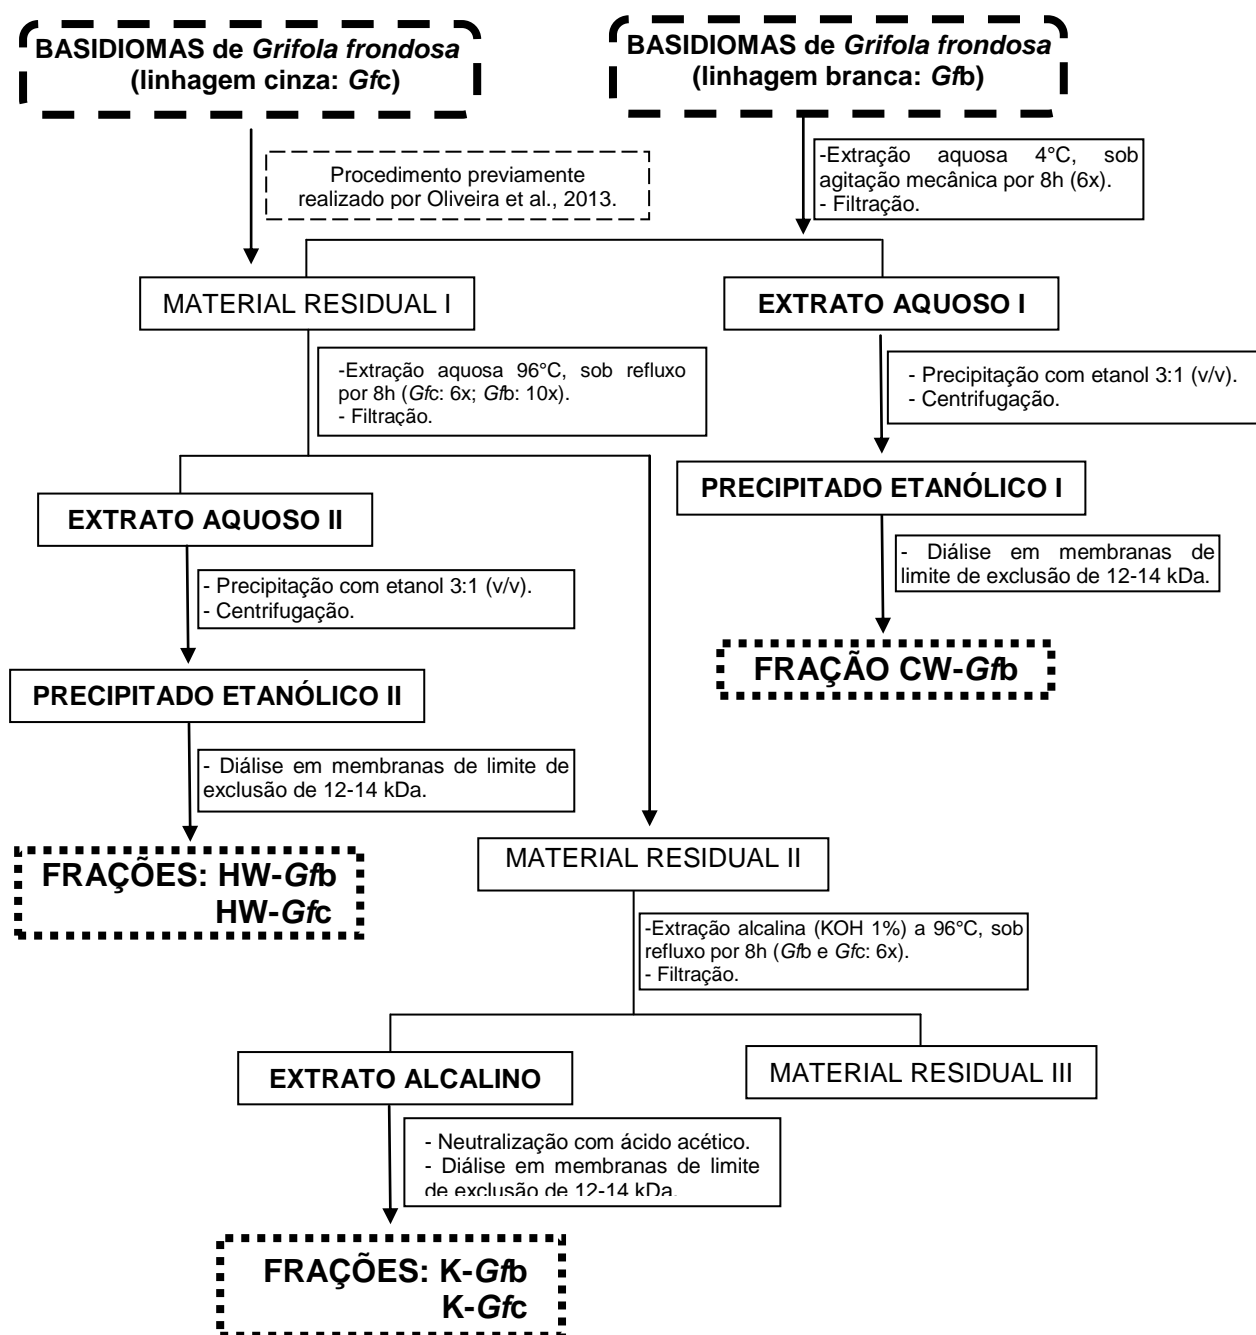 BASIDIOMAS de Grifola frondosa
(linhagem cinza: Gfc)
BASIDIOMAS de Grifola frondosa
(linhagem branca: Gfb)
Procedimento previamente
realizado por Oliveira et al., 2013.
-Extração aquosa 4°C, sob
agitação mecânica por 8h (6x).
- Filtração.
MATERIAL RESIDUAL I
EXTRATO AQUOSO I
-Extração aquosa 96°C, sob refluxo
por 8h (Gfc: 6x; Gfb: 10x).
- Filtração.
- Precipitação com etanol 3:1 (v/v).
- Centrifugação.
EXTRATO AQUOSO II
PRECIPITADO ETANÓLICO I
- Precipitação com etanol 3:1 (v/v).
- Centrifugação.
- Diálise em membranas de
limite de exclusão de 12-14 kDa.
PRECIPITADO ETANÓLICO II
FRAÇÃO CW-Gfb
- Diálise em membranas de limite de
exclusão de 12-14 kDa.
FRAÇÕES: HW-Gfb
HW-Gfc
MATERIAL RESIDUAL II
-Extração alcalina (KOH 1%) a 96°C, sob
refluxo por 8h (Gfb e Gfc: 6x).
- Filtração.
EXTRATO ALCALINO
MATERIAL RESIDUAL III
- Neutralização com ácido acético.
- Diálise em membranas de limite
de exclusão de 12-14 kDa.
FRAÇÕES: K-Gfb
K-Gfc